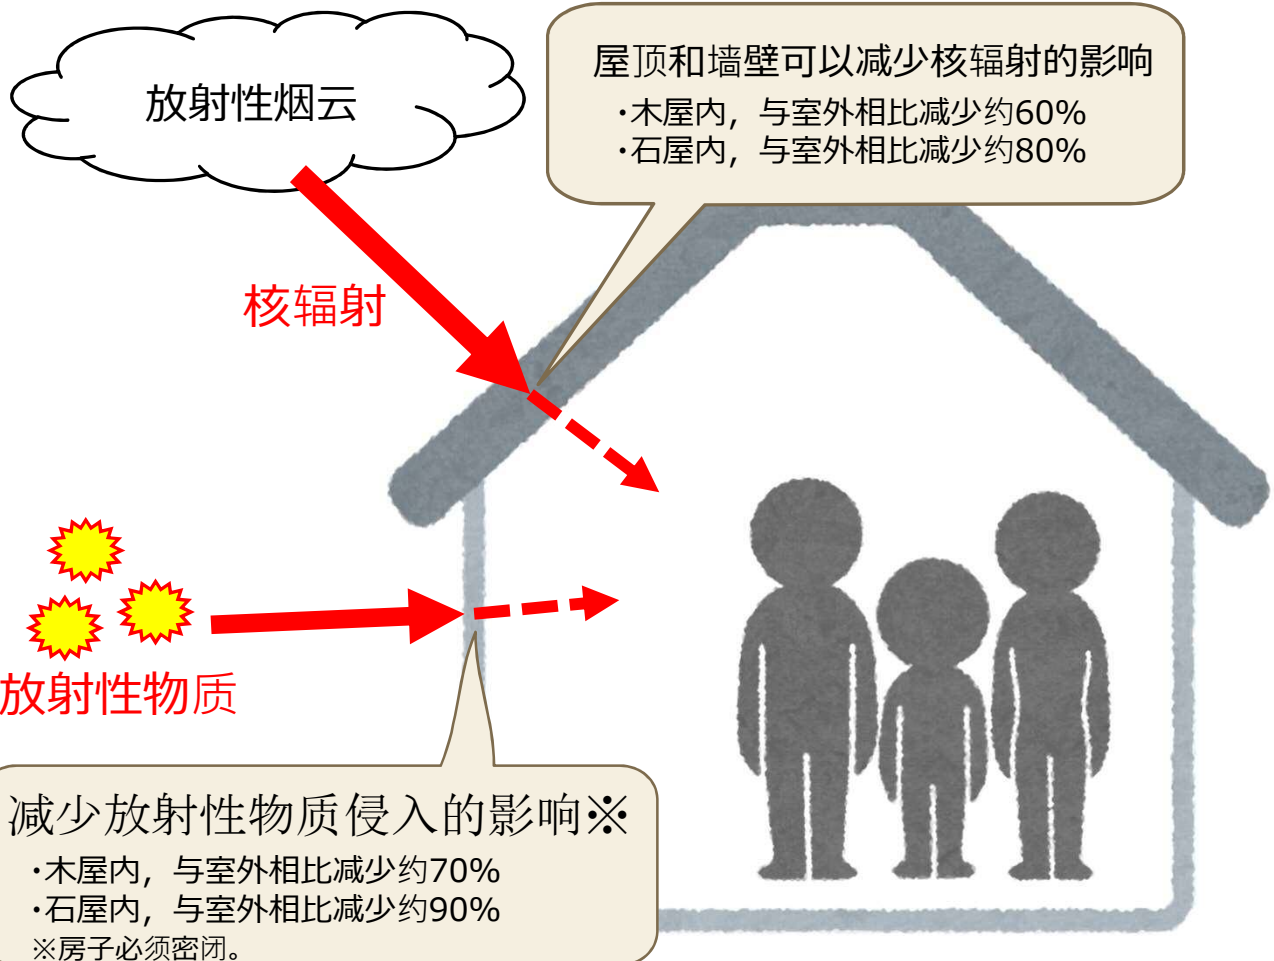 放射性烟云
屋顶和墙壁可以减少核辐射的影响
·木屋内，与室外相比减少约60%
·石屋内，与室外相比减少约80%
核辐射
放射性物质
减少放射性物质侵入的影响※
·木屋内，与室外相比减少约70%
·石屋内，与室外相比减少约90%
※房子必须密闭。